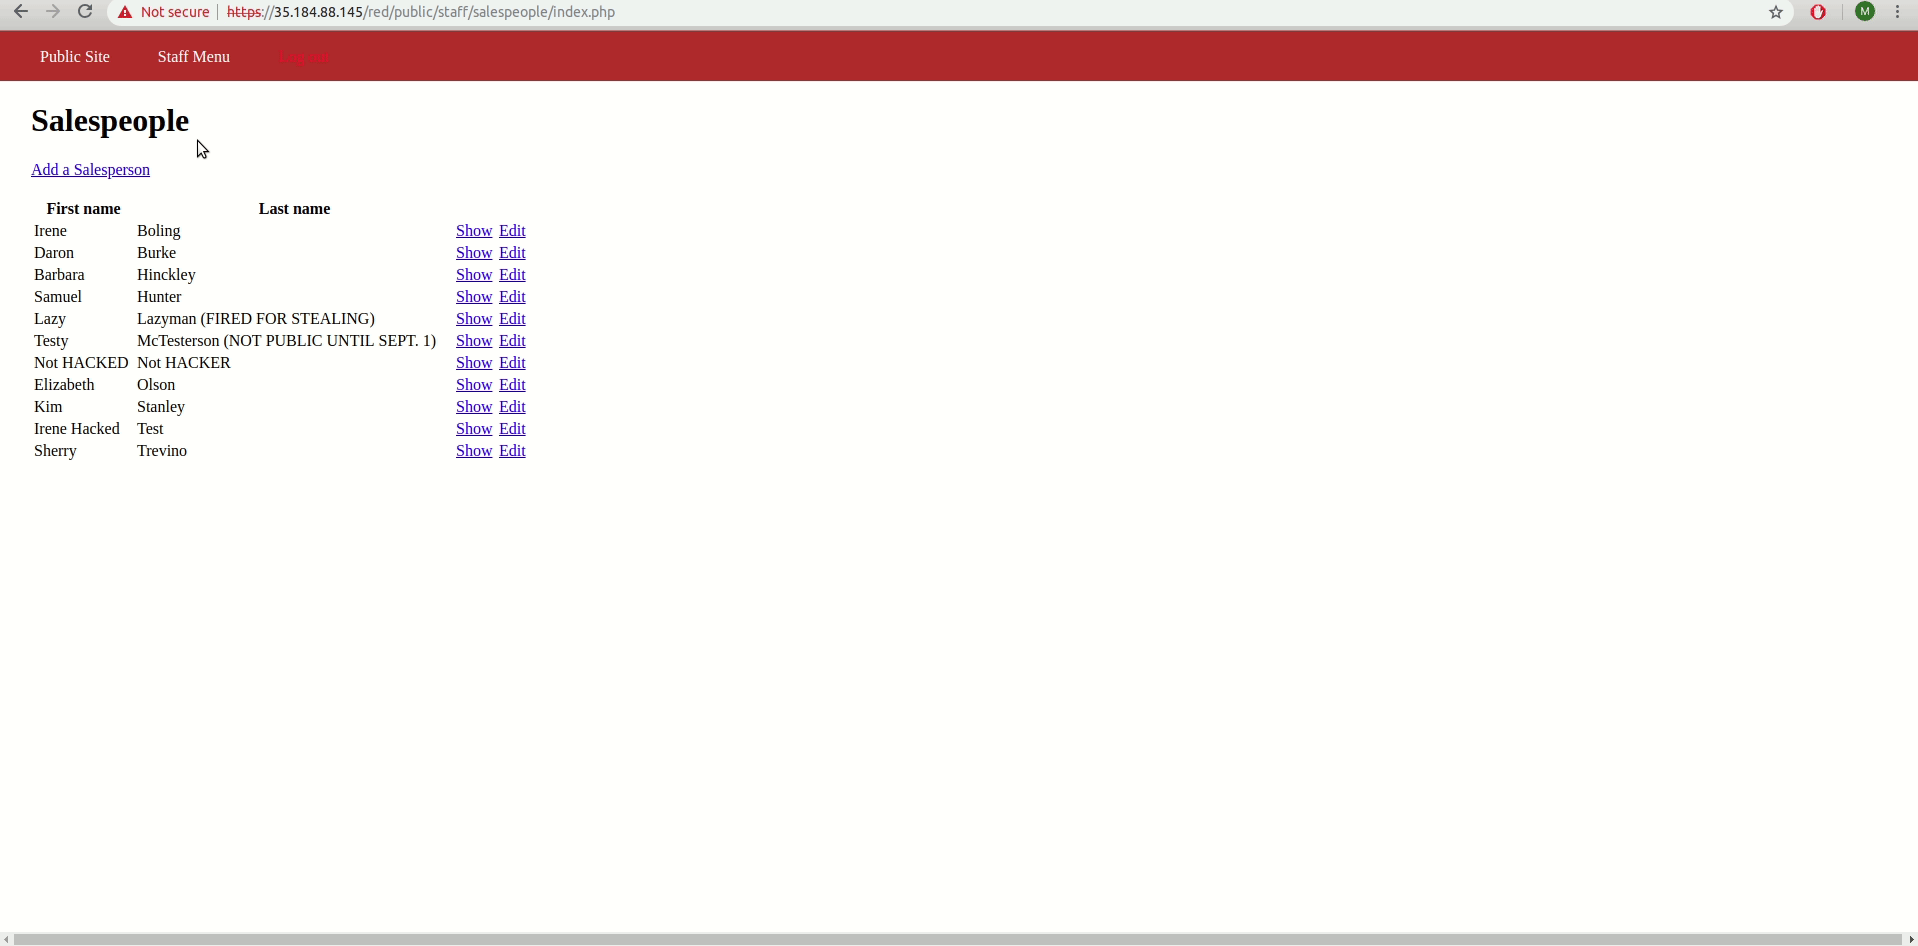 Not secure https://35.184.88.145/red/public/staff/salespeople/index.php M
Public Site Staff Menu Log out
Salespeople
Add a Salesperson
First name Last name
Irene Boling Show Edit
Daron Burke Show Edit
Barbara Hinckley Show Edit
Samuel Hunter Show Edit
Lazy Lazyman (FIRED FOR STEALING) Show Edit
Testy McTesterson (NOT PUBLIC UNTIL SEPT. 1) Show Edit
Not HACKED Not HACKER Show Edit
Elizabeth Olson Show Edit
Kim Stanley Show Edit
Irene Hacked Test Show Edit
Sherry Trevino Show Edit